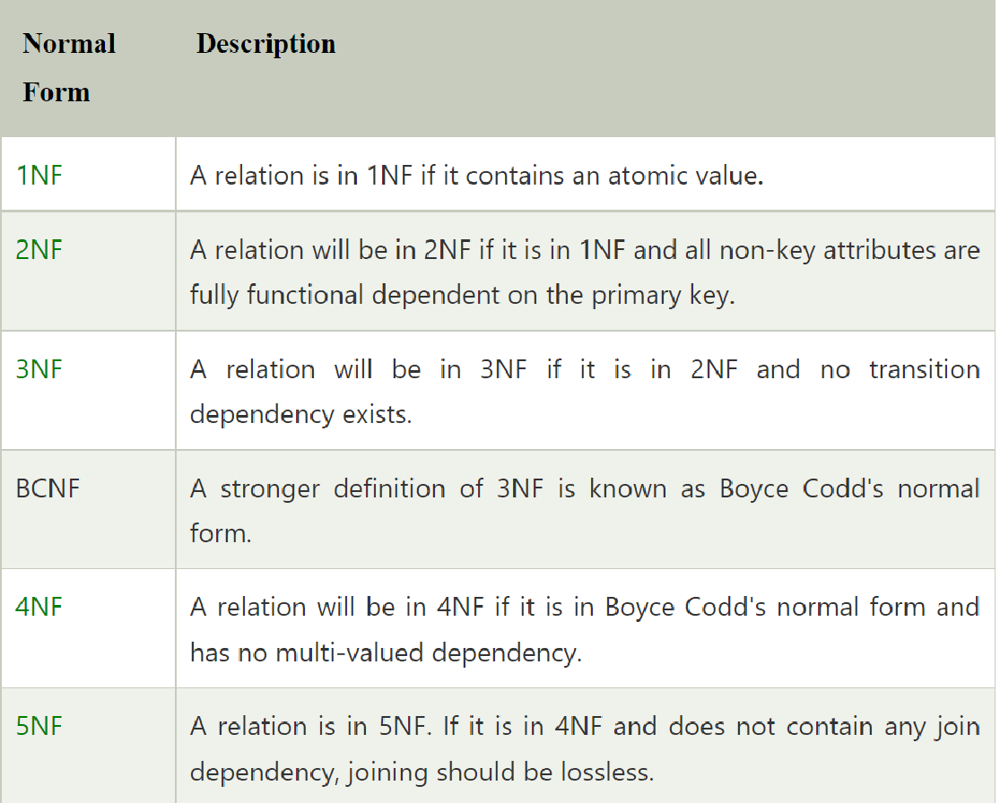 Normal Form
Description
1NF
A relation is in 1NF if it contains an atomic value.
2NF
A relation will be in 2NF if it is in 1NF and all non-key attributes are
fully functional dependent on the primary key.
3NF
A relation will be in 3NF if it is in 2NF and no transition
dependency exists.
BCNF
A stronger definition of 3NF is known as Boyce Codd's normal
form.
4NF
A relation will be in 4NF if it is in Boyce Codd's normal form and
has no multi-valued dependency.
5NF
A relation is in 5NF. If it is in 4NF and does not contain any join
dependency, joining should be lossless.